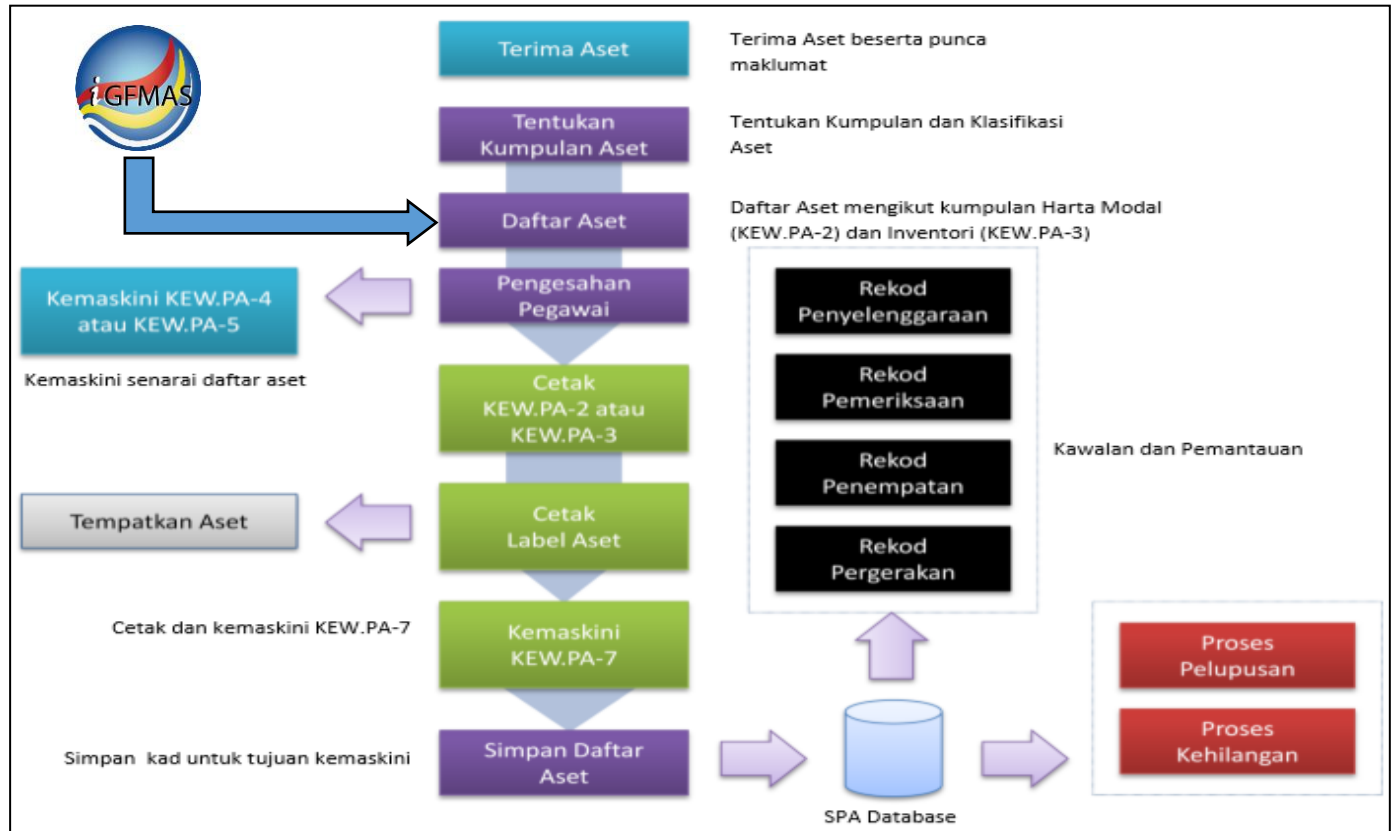 iGFMAS
Terima Aset
Terima Aset beserta punca
maklumat
Tentukan
Kumpulan Aset
Tentukan Kumpulan dan Klasifikasi
Aset
Daftar Aset
Daftar Aset mengikut kumpulan Harta Modal
(KEW.PA-2) dan Inventori (KEW.PA-3)
Pengesahan
Pegawai
Kemaskini KEW.PA-4
atau KEW.PA-5
Kemaskini senarai daftar aset
Cetak
KEW.PA-2 atau
KEW.PA-3
Cetak
Label Aset
Tempatkan Aset
Kemaskini
KEW.PA-7
Cetak dan kemaskini KEW.PA-7
Simpan Daftar
Aset
Simpan kad untuk tujuan kemaskini
SPA Database
Rekod
Penyelenggaraan
Rekod
Pemeriksaan
Rekod
Penempatan
Rekod
Pergerakan
Kawalan dan Pemantauan
Proses
Pelupusan
Proses
Kehilangan